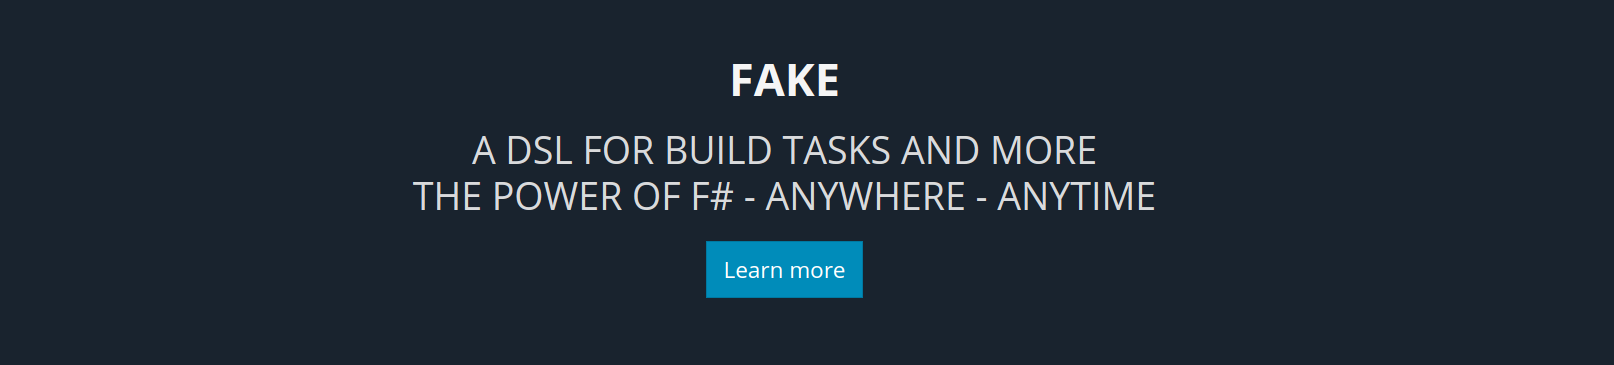 FAKE
A DSL FOR BUILD TASKS AND MORE
THE POWER OF F# - ANYWHERE - ANYTIME
Learn more